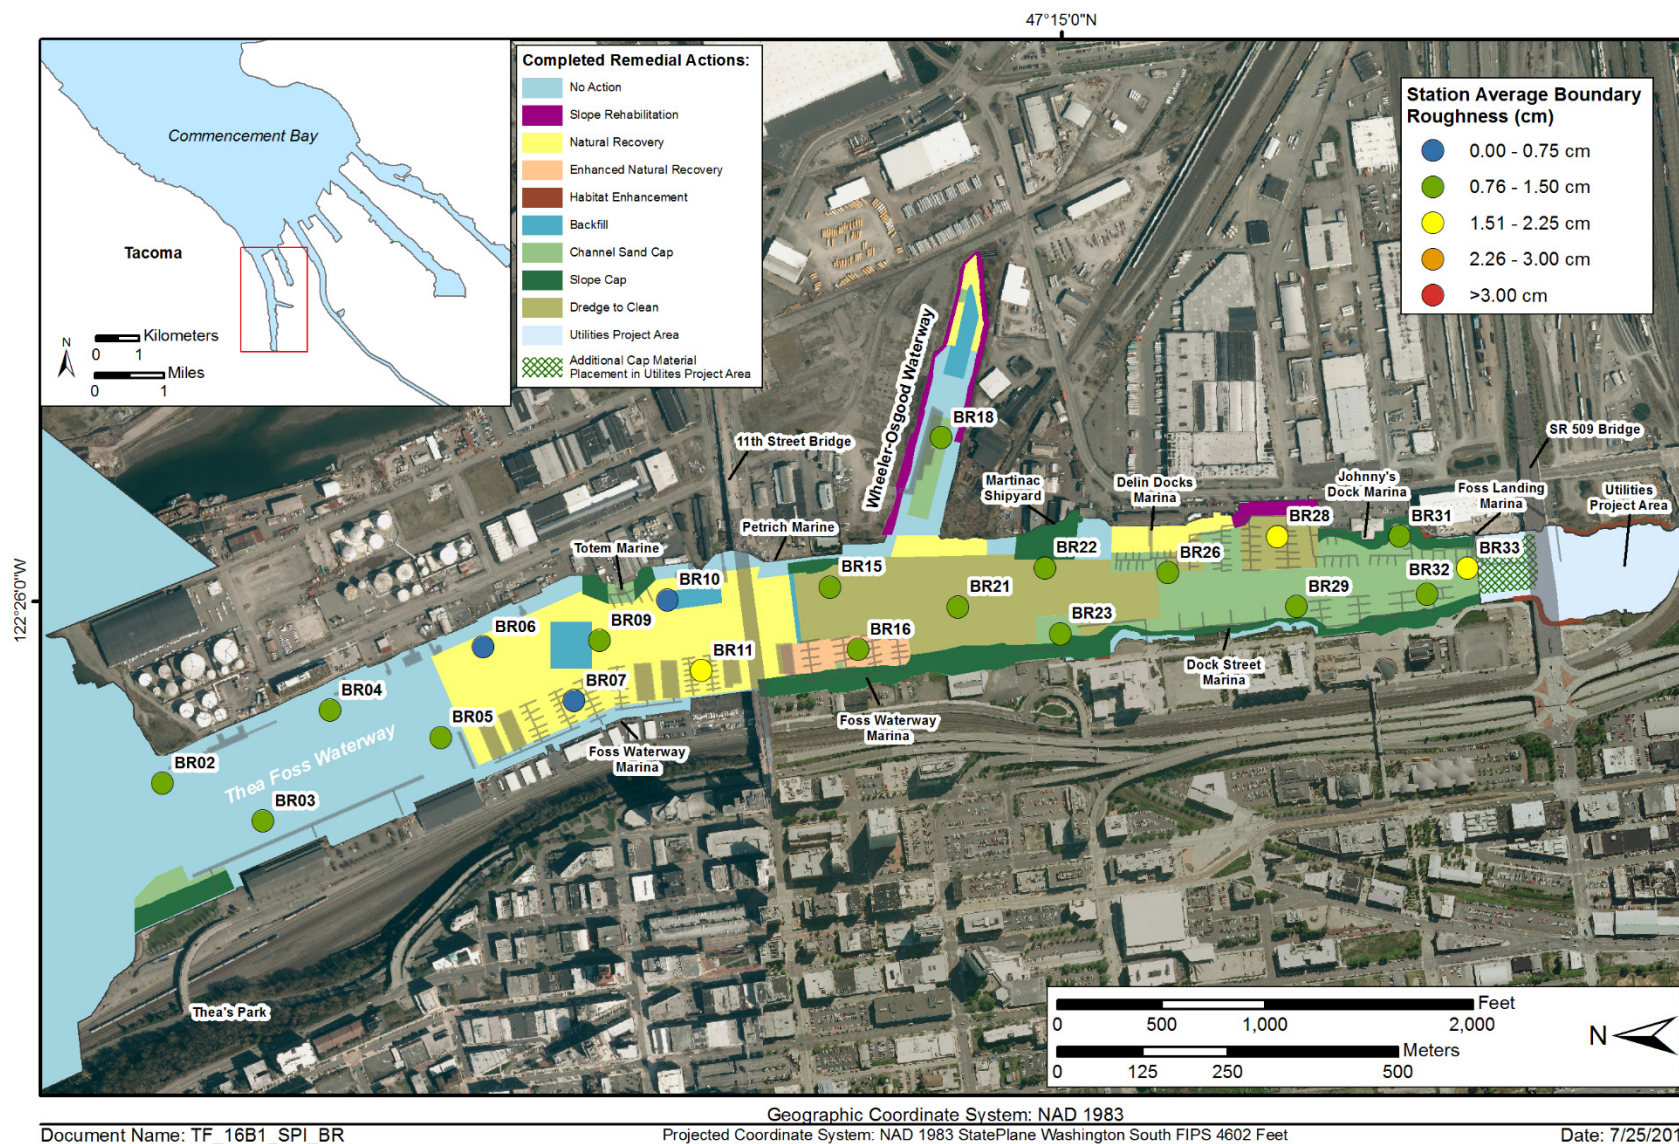 47°15'0"N
122°26'0"W
Commencement Bay
Tacoma
N
Kilometers
0 1
Miles
0 1
Completed Remedial Actions:
No Action
Slope Rehabilitation
Natural Recovery
Enhanced Natural Recovery
Habitat Enhancement
Backfill
Channel Sand Cap
Slope Cap
Dredge to Clean
Utilities Project Area
Additional Cap Material
Placement in Utilites Project Area
Station Average Boundary
Roughness (cm)
0.00 - 0.75 cm
0.76 - 1.50 cm
1.51 - 2.25 cm
2.26 - 3.00 cm
>3.00 cm
Wheeler-Osgood Waterway
BR18
11th Street Bridge
SR 509 Bridge
Martinac
Shipyard
Delin Docks
Marina
Johnny's
Dock Marina
Foss Landing
Marina
Utilities
Project Area
Petrich Marine
Totem Marine
BR28
BR31
BR22
BR26
BR33
BR10
BR15
BR21
BR32
BR29
BR23
BR06
BR09
BR16
BR11
BR07
BR04
BR05
Dock Street
Marina
Foss Waterway
Marina
Foss Waterway
Marina
Thea Foss Waterway
BR02
BR03
Thea's Park
Feet
0 500 1,000 2,000
Meters
0 125 250 500
N
Geographic Coordinate System: NAD 1983
Document Name: TF_16B1_SPI_BR
Projected Coordinate System: NAD 1983 StatePlane Washington South FIPS 4602 Feet
Date: 7/25/201